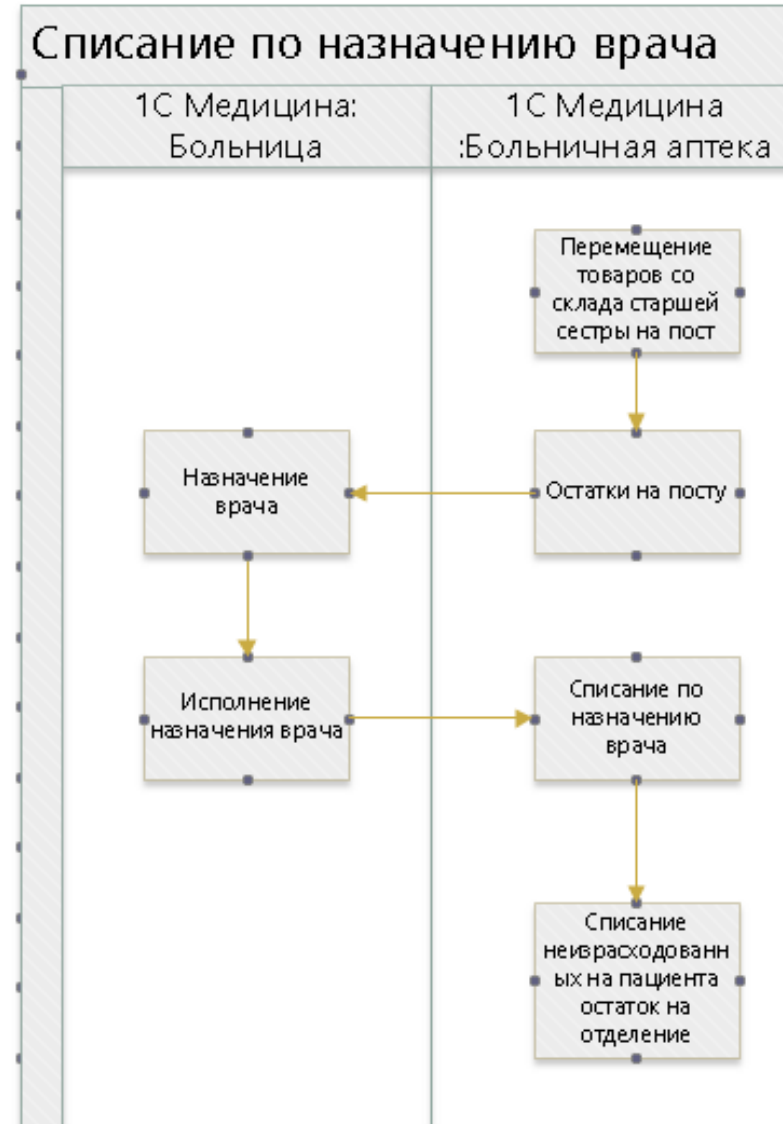 Списание по назначению врача
1С Медицина:
Больница
1С Медицина
:Больничная аптека
Перемещение
товаров со
склада старшей
сестры на пост
Назначение
врача
Остатки на посту
Исполнение
назначения врача
Списание по
назначению
врача
Списание
неизрасходованн
ых на пациента
остаток на
отделение